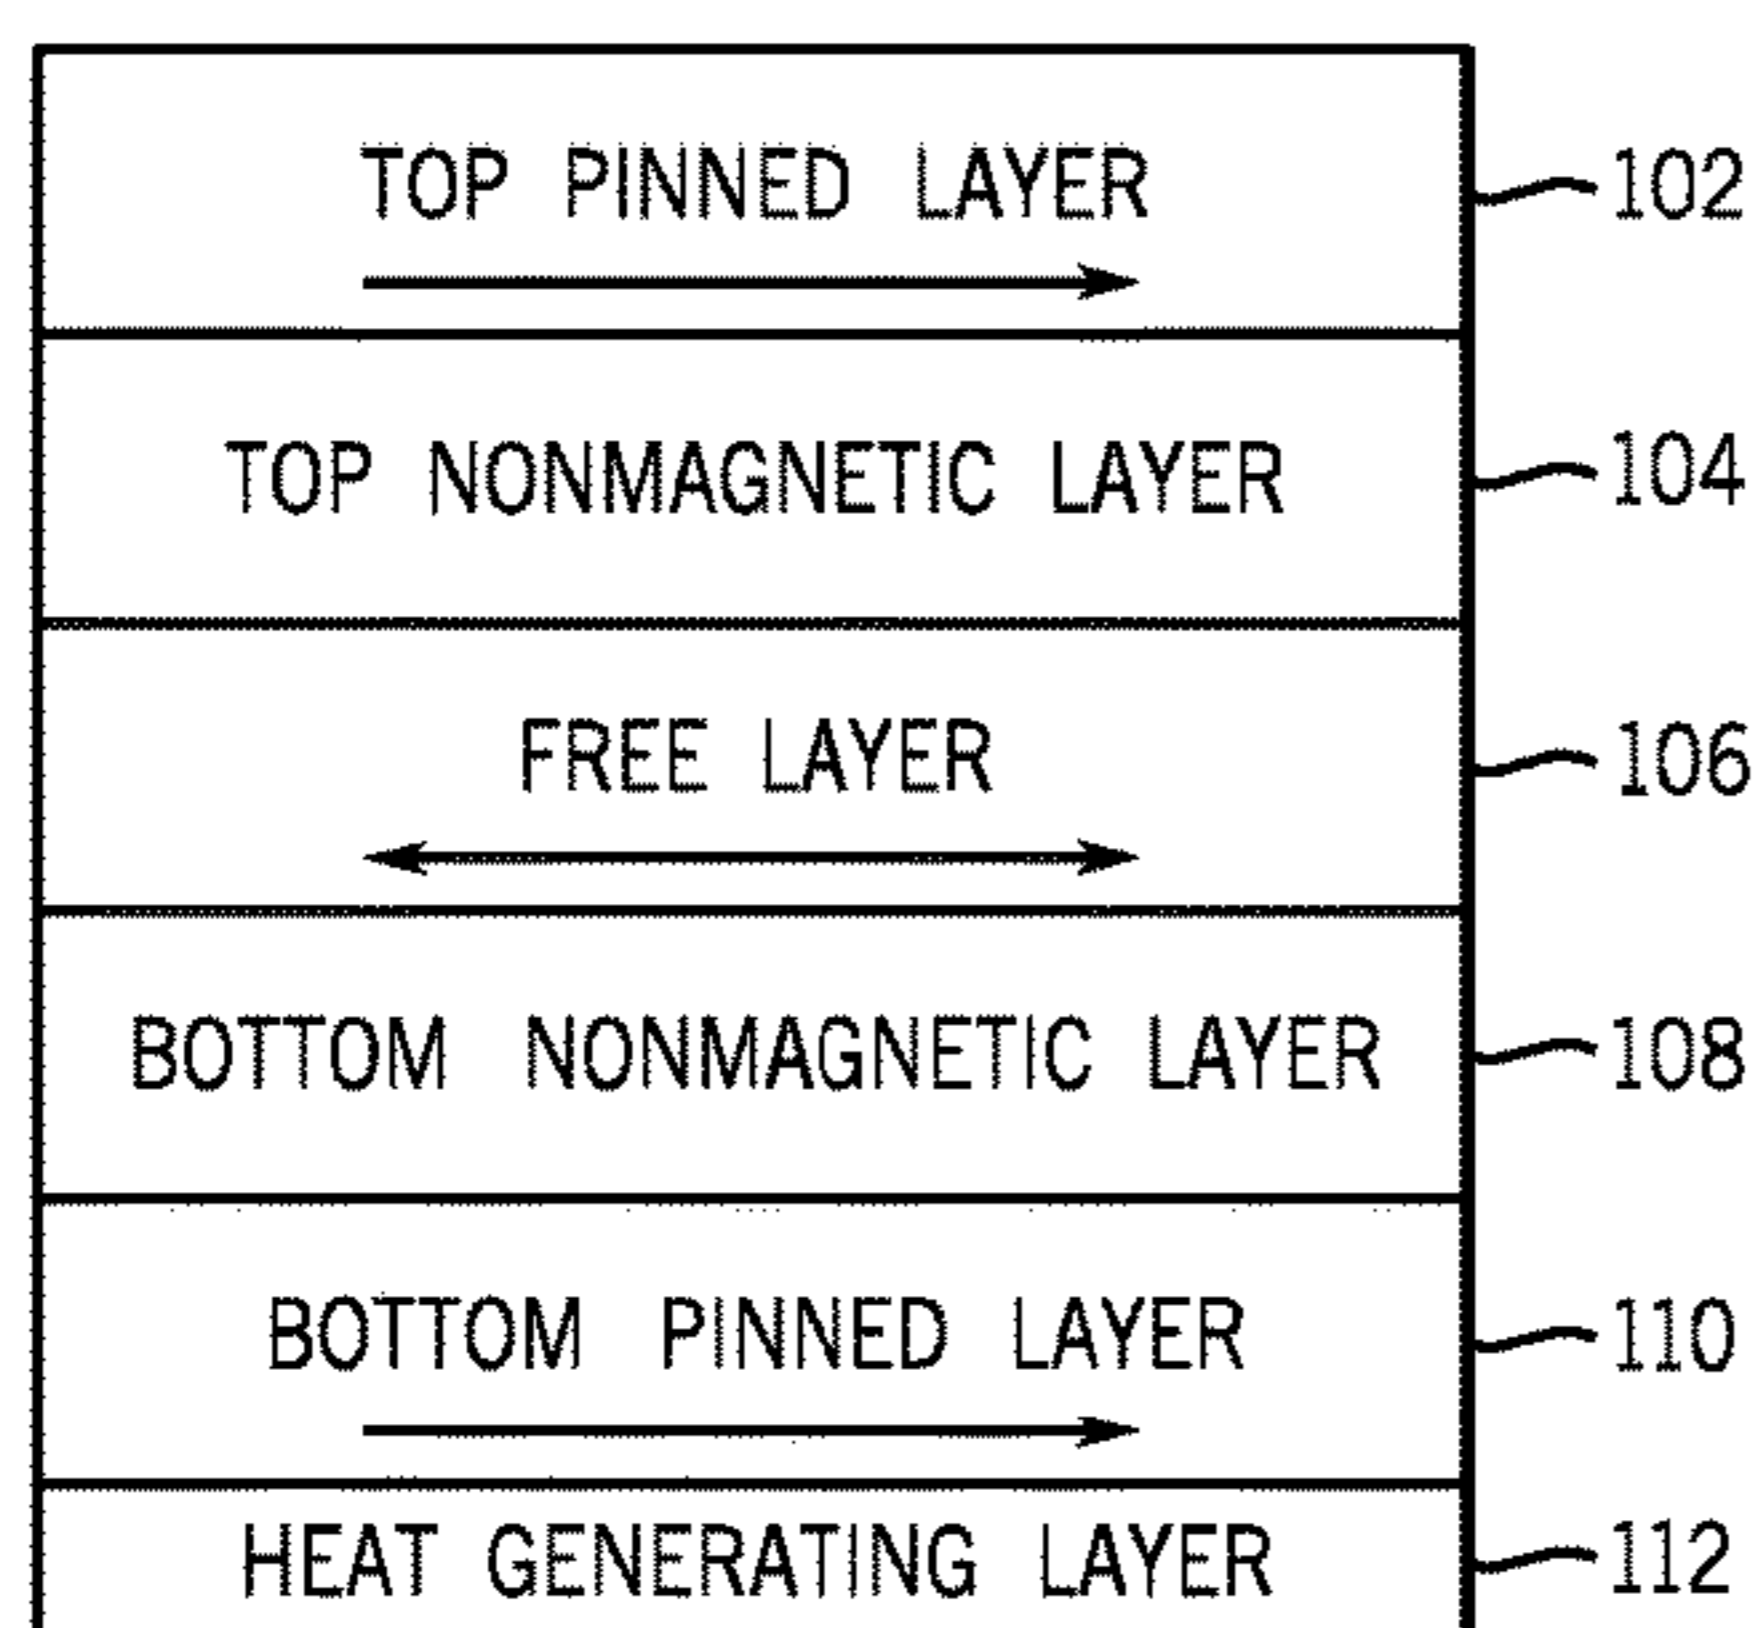 TOP PINNED LAYER 102
TOP NONMAGNETIC LAYER 104
FREE LAYER 106
BOTTOM NONMAGNETIC LAYER 108
BOTTOM PINNED LAYER 110
HEAT GENERATING LAYER 112